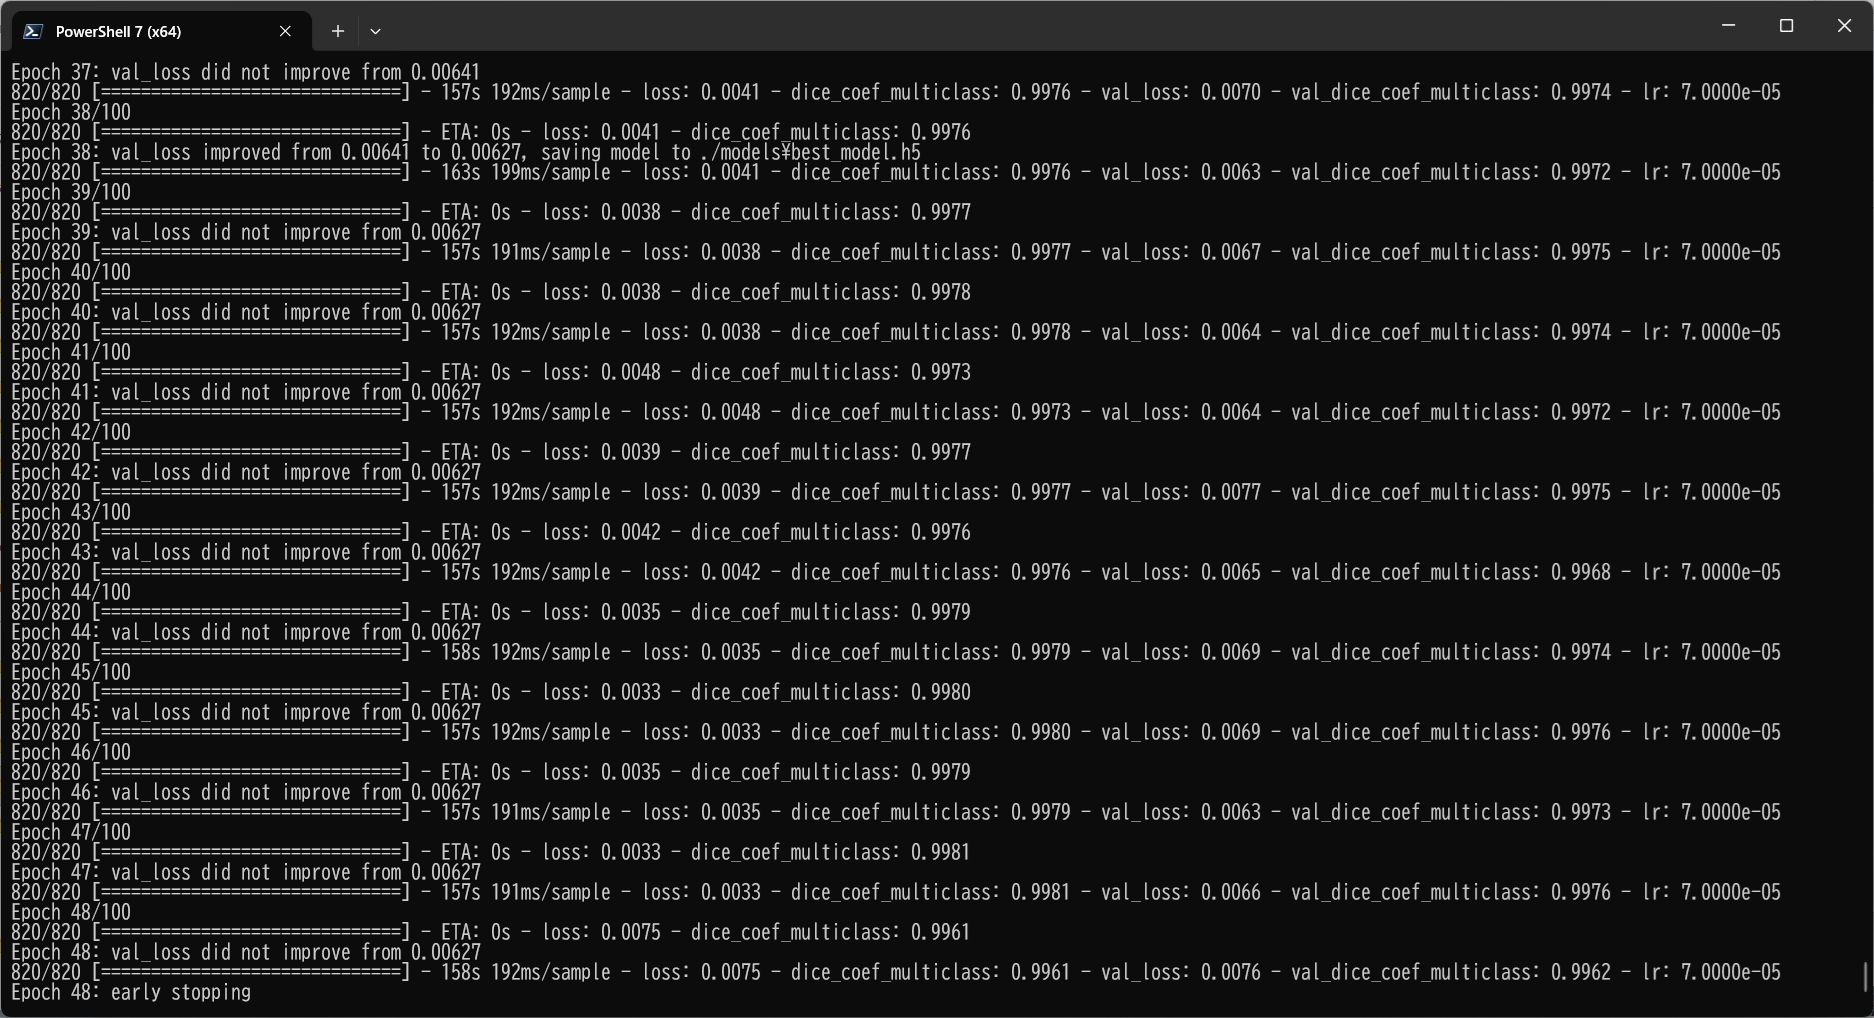 PowerShell 7 (x64)
Epoch 37: val_loss did not improve from 0.00641
820/820 [==============================] - 157s 192ms/sample - loss: 0.0041 - dice_coef_multiclass: 0.9976 - val_loss: 0.0070 - val_dice_coef_multiclass: 0.9974 - lr: 7.0000e-05
Epoch 38/100
820/820 [==============================] - ETA: 0s - loss: 0.0041 - dice_coef_multiclass: 0.9976
Epoch 38: val_loss improved from 0.00641 to 0.00627, saving model to ./models¥best_model.h5
820/820 [==============================] - 163s 199ms/sample - loss: 0.0041 - dice_coef_multiclass: 0.9976 - val_loss: 0.0063 - val_dice_coef_multiclass: 0.9972 - lr: 7.0000e-05
Epoch 39/100
820/820 [==============================] - ETA: 0s - loss: 0.0038 - dice_coef_multiclass: 0.9977
Epoch 39: val_loss did not improve from 0.00627
820/820 [==============================] - 157s 191ms/sample - loss: 0.0038 - dice_coef_multiclass: 0.9977 - val_loss: 0.0067 - val_dice_coef_multiclass: 0.9975 - lr: 7.0000e-05
Epoch 40/100
820/820 [==============================] - ETA: 0s - loss: 0.0038 - dice_coef_multiclass: 0.9978
Epoch 40: val_loss did not improve from 0.00627
820/820 [==============================] - 157s 192ms/sample - loss: 0.0038 - dice_coef_multiclass: 0.9978 - val_loss: 0.0064 - val_dice_coef_multiclass: 0.9974 - lr: 7.0000e-05
Epoch 41/100
820/820 [==============================] - ETA: 0s - loss: 0.0048 - dice_coef_multiclass: 0.9973
Epoch 41: val_loss did not improve from 0.00627
820/820 [==============================] - 157s 192ms/sample - loss: 0.0048 - dice_coef_multiclass: 0.9973 - val_loss: 0.0064 - val_dice_coef_multiclass: 0.9972 - lr: 7.0000e-05
Epoch 42/100
820/820 [==============================] - ETA: 0s - loss: 0.0039 - dice_coef_multiclass: 0.9977
Epoch 42: val_loss did not improve from 0.00627
820/820 [==============================] - 157s 192ms/sample - loss: 0.0039 - dice_coef_multiclass: 0.9977 - val_loss: 0.0077 - val_dice_coef_multiclass: 0.9975 - lr: 7.0000e-05
Epoch 43/100
820/820 [==============================] - ETA: 0s - loss: 0.0042 - dice_coef_multiclass: 0.9976
Epoch 43: val_loss did not improve from 0.00627
820/820 [==============================] - 157s 192ms/sample - loss: 0.0042 - dice_coef_multiclass: 0.9976 - val_loss: 0.0065 - val_dice_coef_multiclass: 0.9968 - lr: 7.0000e-05
Epoch 44/100
820/820 [==============================] - ETA: 0s - loss: 0.0035 - dice_coef_multiclass: 0.9979
Epoch 44: val_loss did not improve from 0.00627
820/820 [==============================] - 158s 192ms/sample - loss: 0.0035 - dice_coef_multiclass: 0.9979 - val_loss: 0.0069 - val_dice_coef_multiclass: 0.9974 - lr: 7.0000e-05
Epoch 45/100
820/820 [==============================] - ETA: 0s - loss: 0.0033 - dice_coef_multiclass: 0.9980
Epoch 45: val_loss did not improve from 0.00627
820/820 [==============================] - 157s 192ms/sample - loss: 0.0033 - dice_coef_multiclass: 0.9980 - val_loss: 0.0069 - val_dice_coef_multiclass: 0.9976 - lr: 7.0000e-05
Epoch 46/100
820/820 [==============================] - ETA: 0s - loss: 0.0035 - dice_coef_multiclass: 0.9979
Epoch 46: val_loss did not improve from 0.00627
820/820 [==============================] - 157s 191ms/sample - loss: 0.0035 - dice_coef_multiclass: 0.9979 - val_loss: 0.0063 - val_dice_coef_multiclass: 0.9973 - lr: 7.0000e-05
Epoch 47/100
820/820 [==============================] - ETA: 0s - loss: 0.0033 - dice_coef_multiclass: 0.9981
Epoch 47: val_loss did not improve from 0.00627
820/820 [==============================] - 157s 191ms/sample - loss: 0.0033 - dice_coef_multiclass: 0.9981 - val_loss: 0.0066 - val_dice_coef_multiclass: 0.9976 - lr: 7.0000e-05
Epoch 48/100
820/820 [==============================] - ETA: 0s - loss: 0.0075 - dice_coef_multiclass: 0.9961
Epoch 48: val_loss did not improve from 0.00627
820/820 [==============================] - 158s 192ms/sample - loss: 0.0075 - dice_coef_multiclass: 0.9961 - val_loss: 0.0076 - val_dice_coef_multiclass: 0.9962 - lr: 7.0000e-05
Epoch 48: early stopping